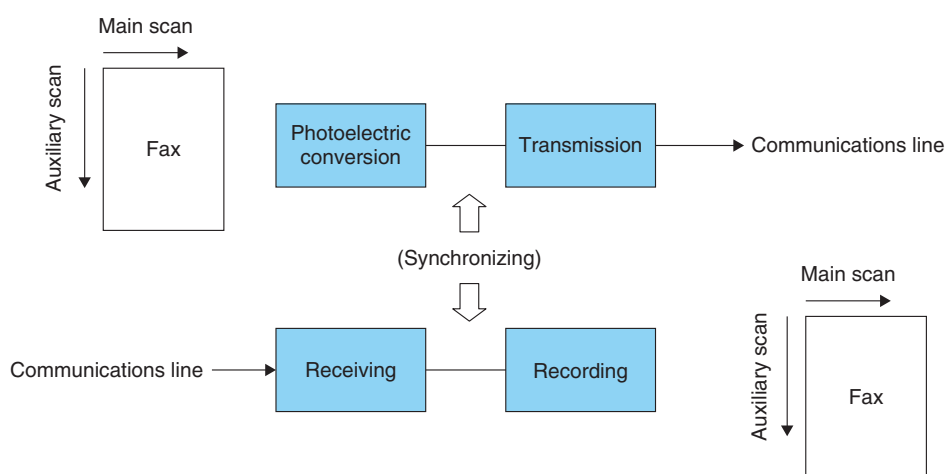 Main scan
Auxiliary scan
Fax
Photoelectric
conversion
Transmission
Communications line
(Synchronizing)
Communications line
Receiving
Recording
Main scan
Auxiliary scan
Fax